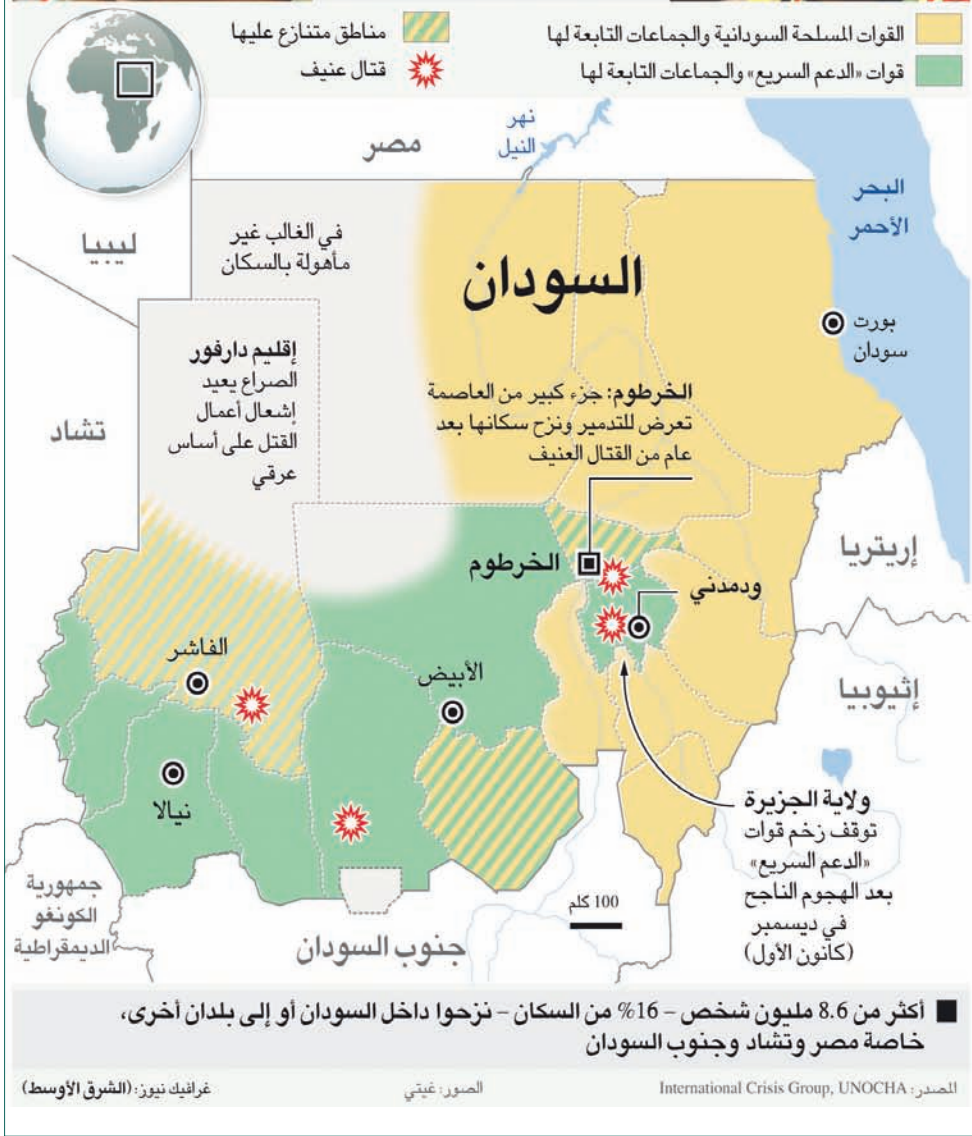 القوات المسلحة السودانية والجماعات التابعة لها
قوات «الدعم السريع» والجماعات التابعة لها
مناطق متنازع عليها
قتال عنيف
مصر
نهر
النيل
البحر
الأحمر
ليبيا
في الغالب غير
مأهولة بالسكان
السودان
بورت
سودان
إقليم دارفور
الصراع يعيد
إشعال أعمال
القتل على أساس
عرقي
تشاد
الخرطوم: جزء كبير من العاصمة
تعرض للتدمير ونزح سكانها بعد
عام من القتال العنيف
الخرطوم
ودمدني
إريتريا
إثيوبيا
الفاشر
الأبيض
نيالا
ولاية الجزيرة
توقف زخم قوات
«الدعم السريع»
بعد الهجوم الناجح
في ديسمبر
(كانون الأول)
100 كلم
جمهورية
الكونغو
الديمقراطية
جنوب السودان
أكثر من 8.6 مليون شخص – 16% من السكان – نزحوا داخل السودان أو إلى بلدان أخرى،
خاصة مصر وتشاد وجنوب السودان
المصدر: International Crisis Group, UNOCHA
الصور: غيتي
غرافيك نيوز: (الشرق الأوسط)